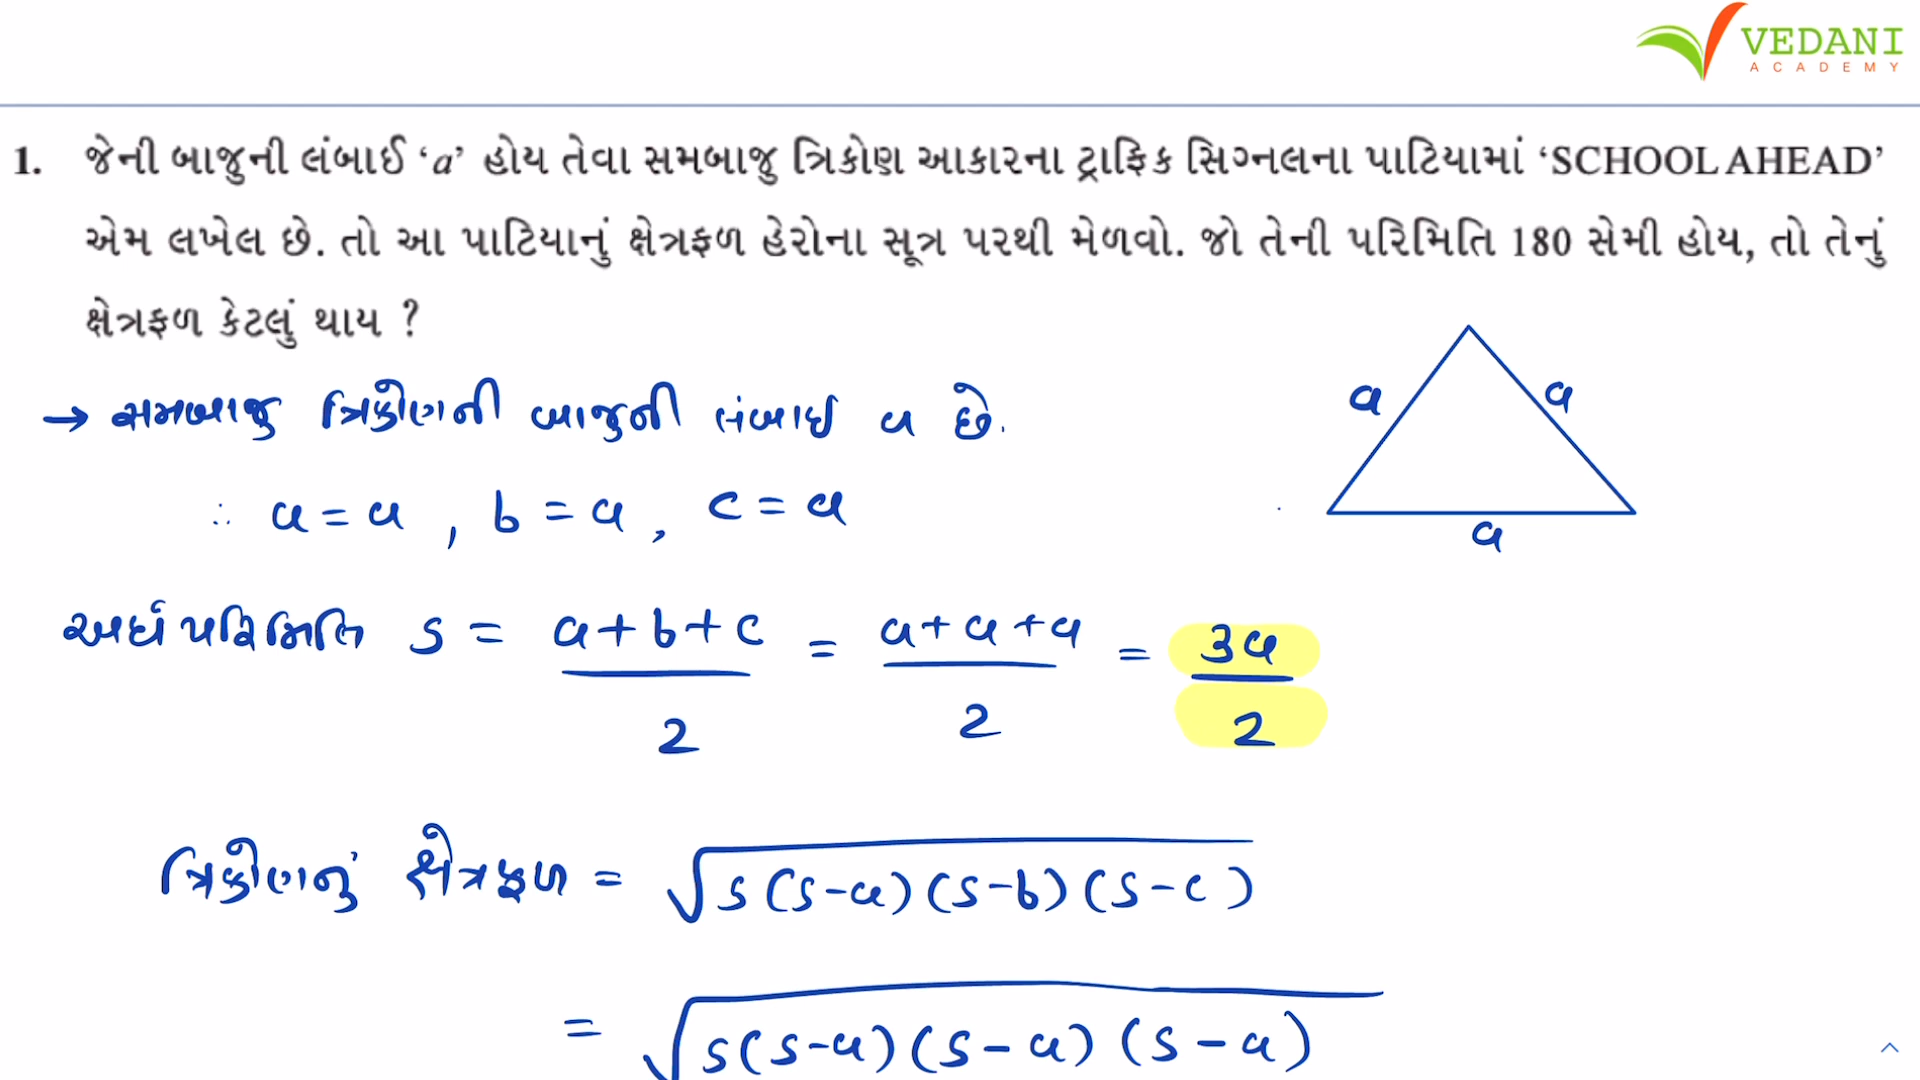 VEDANI
ACADEMY
1. જેની બાજુની લંબાઈ ‘a’ હોય તેવા સમબાજુ ત્રિકોણ આકારના ટ્રાફિક સિગ્નલના પાટિયામાં ‘SCHOOL AHEAD’
એમ લખેલ છે. તો આ પાટિયાનું ક્ષેત્રફળ હેરોના સૂત્ર પરથી મેળવો. જો તેની પરિમિતિ 180 સેમી હોય, તો તેનું
ક્ષેત્રફળ કેટલું થાય ?
→ સમબાજુ ત્રિકોણની બાજુની લંબાઈ a છે.
∴ a = a , b = a , c = a
a
a
a
અર્ધપરિમિતિ s = a+b+c / 2 = a+a+a / 2 = 3a / 2
ત્રિકોણનું ક્ષેત્રફળ = √s(s-a)(s-b)(s-c)
= √s(s-a)(s-a)(s-a)